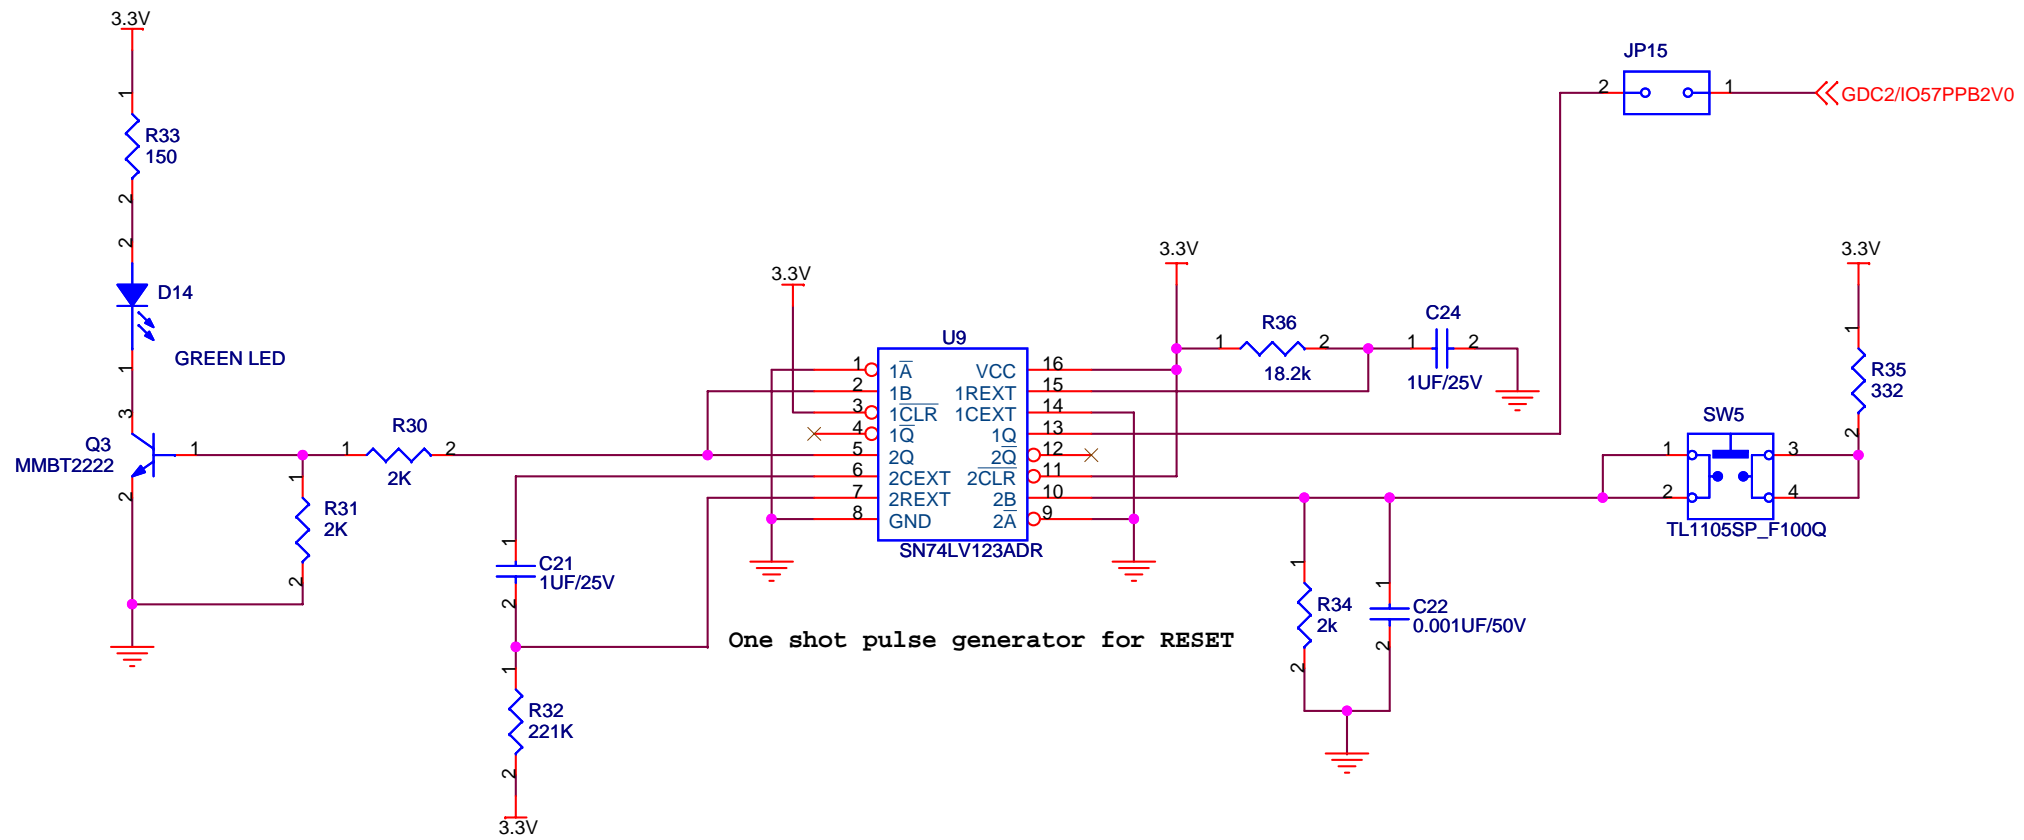 3.3V
JP15
2
1
GDC2/IO57PPB2V0
1
R33
150
2
2
D14
GREEN LED
1
3
Q3
MMBT2222
1
2
1
R30
2
2K
1
R31
2K
2
3.3V
3.3V
U9
1
1A
2
1B
3
1CLR
4
1Q
5
2Q
6
2CEXT
7
2REXT
8
GND
VCC
16
1REXT
15
1CEXT
14
1Q
13
2Q
12
2CLR
11
2B
10
2A
9
SN74LV123ADR
1
R36
2
18.2k
C24
1
2
1UF/25V
3.3V
1
R35
332
2
SW5
1
3
2
4
TL1105SP_F100Q
1
C21
1UF/25V
2
One shot pulse generator for RESET
1
R34
2k
2
1
C22
0.001UF/50V
2
1
R32
221K
2
3.3V